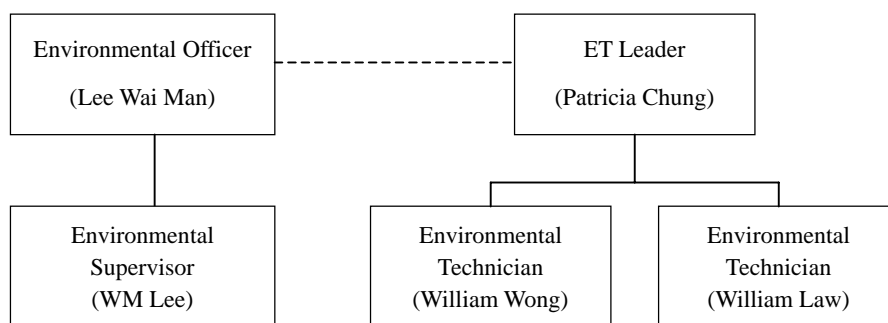 Environmental Officer
(Lee Wai Man)
ET Leader
(Patricia Chung)
Environmental
Supervisor
(WM Lee)
Environmental
Technician
(William Wong)
Environmental
Technician
(William Law)